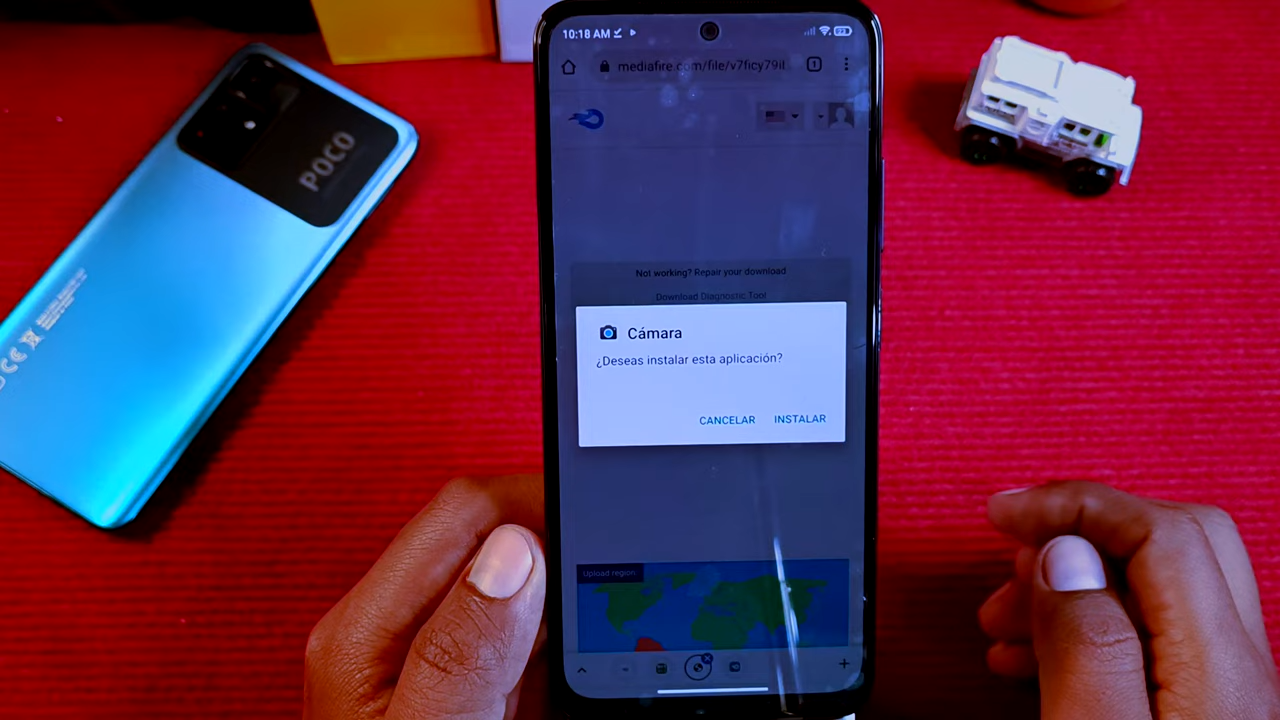 POCO
10:18 AM
mediafire.com/file/v7ficy79il
1
Not working? Repair your download
Download Diagnostic Tool
Cámara
¿Deseas instalar esta aplicación?
CANCELAR
INSTALAR
Upload region: